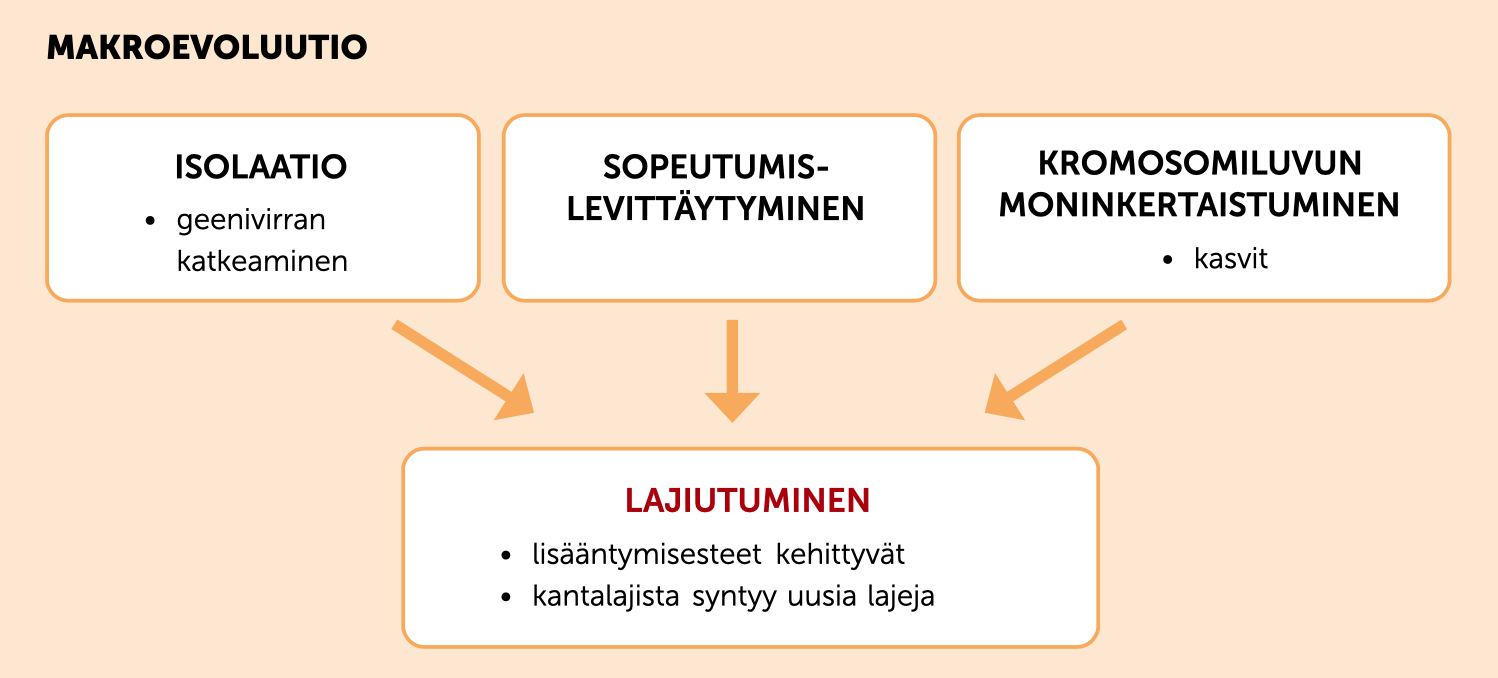 MAKROEVOLUUTIO
ISOLAATIO
• geenivirran
katkeaminen
SOPEUTUMIS-
LEVITTÄYTYMINEN
KROMOSOMILUVUN
MONINKERTAISTUMINEN
• kasvit
LAJIUTUMINEN
• lisääntymisesteet kehittyvät
• kantalajista syntyy uusia lajeja